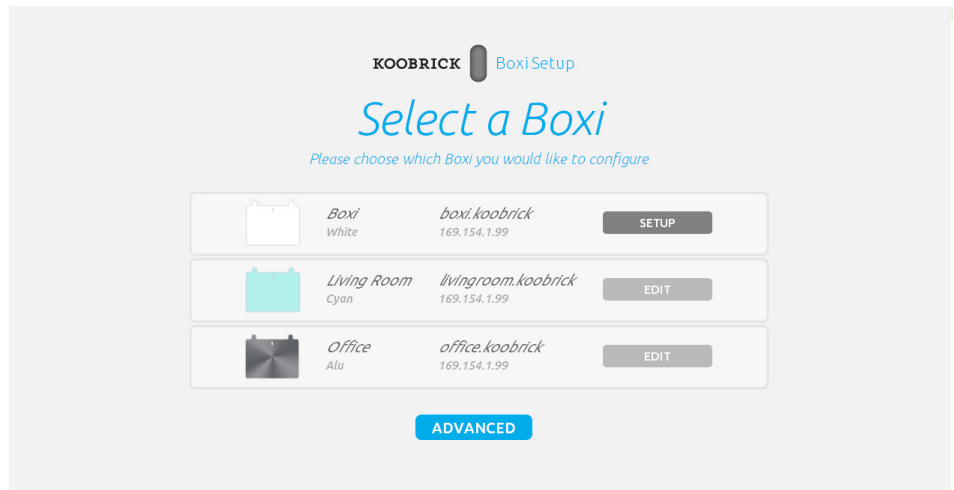 KOOBRICK Boxi Setup
Select a Boxi
Please choose which Boxi you would like to configure
Boxi boxi.koobrick SETUP
White 169.154.1.99
Living Room livingroom.koobrick EDIT
Cyan 169.154.1.99
Office office.koobrick EDIT
Alu 169.154.1.99
ADVANCED